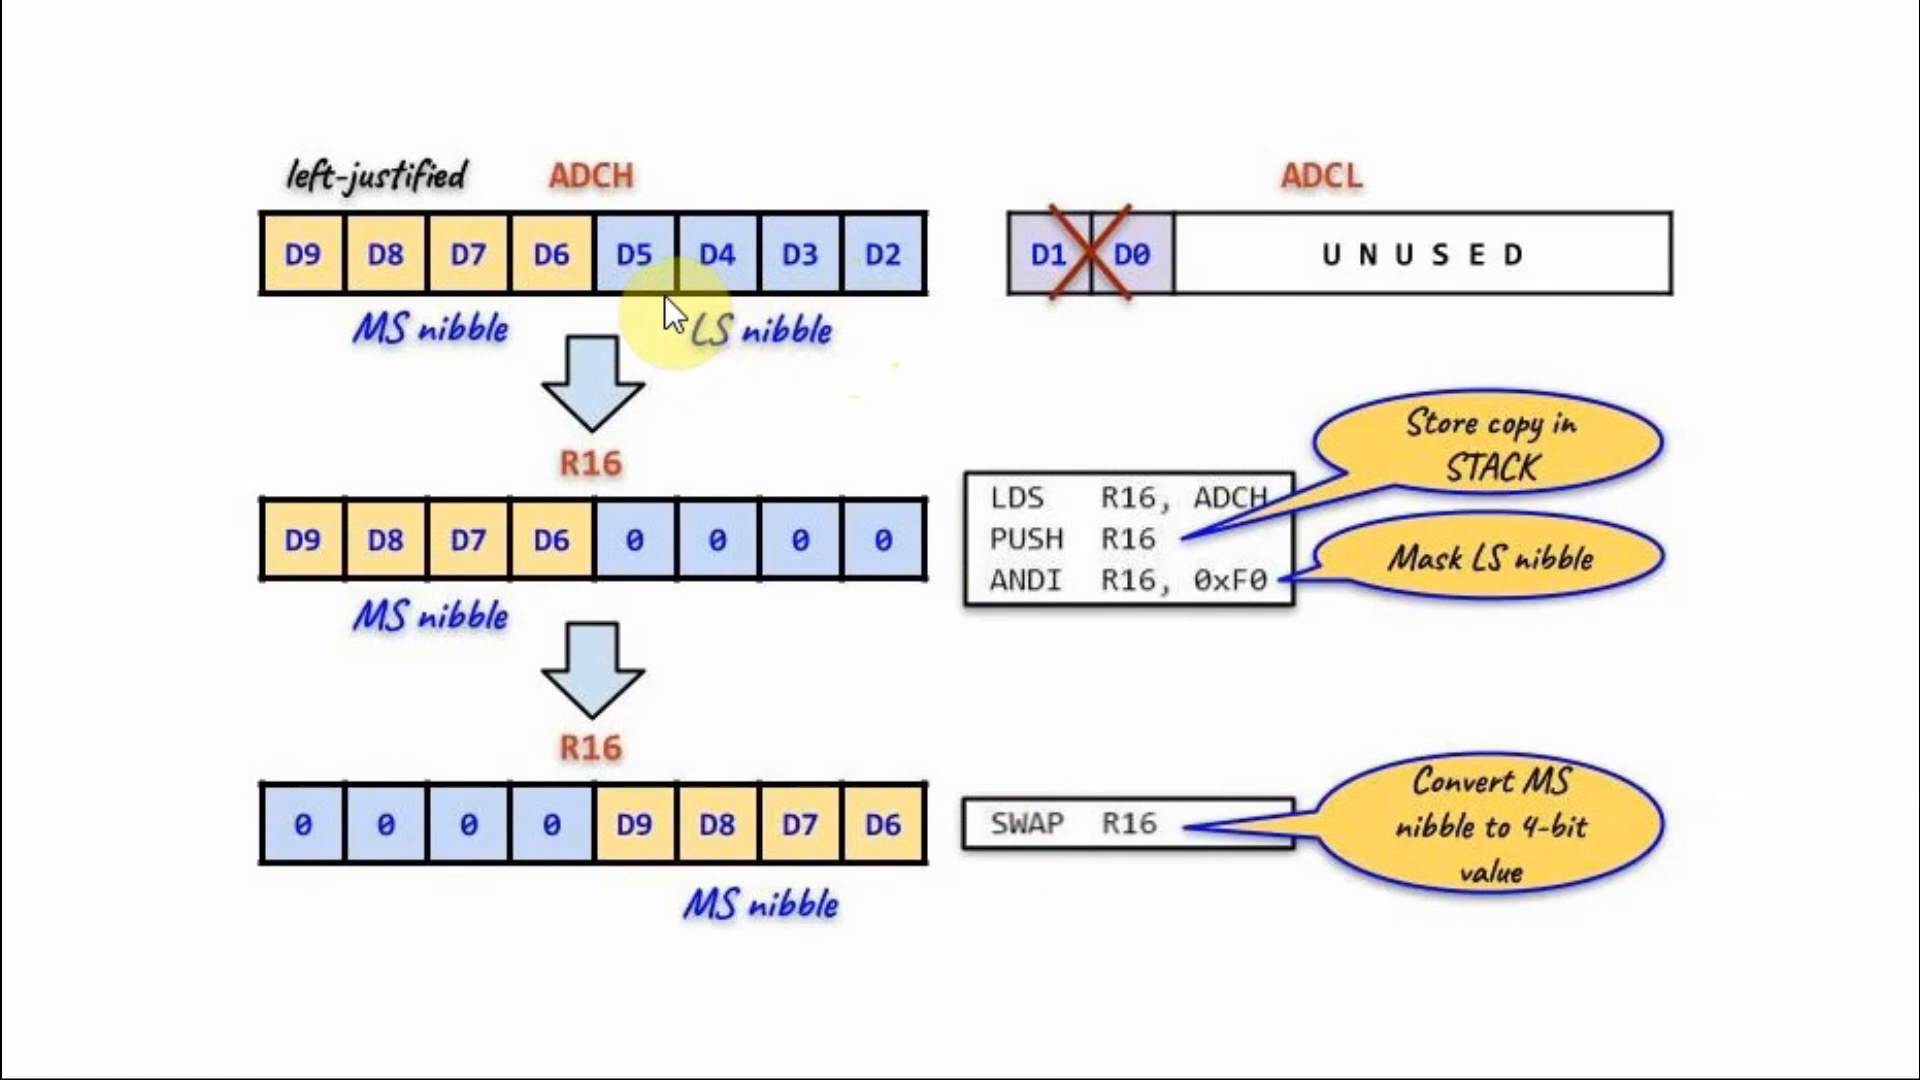 left-justified ADCH
D9 D8 D7 D6 D5 D4 D3 D2
MS nibble LS nibble
ADCL
D1 D0 UNUSED
R16
D9 D8 D7 D6 0 0 0 0
MS nibble
LDS R16, ADCH
PUSH R16
ANDI R16, 0xF0
Store copy in
STACK
Mask LS nibble
R16
0 0 0 0 D9 D8 D7 D6
MS nibble
SWAP R16
Convert MS
nibble to 4-bit
value